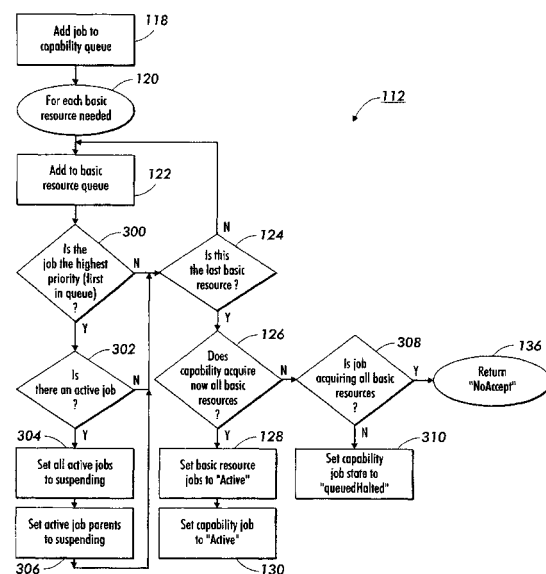 Add job to
capability queue
118
For each basic
resource needed
120
112
Add to basic
resource queue
122
Is the
job the highest
priority (first
in queue)
?
300
N
Y
Is this
the last basic
resource ?
124
N
Y
Is
there an active job
?
302
N
Y
Does
capability acquire
now all basic
resources ?
126
N
Y
Is job
acquiring all basic
resources
?
308
Y
N
Return
"NoAccept"
136
304
Set all active jobs
to suspending
Set basic resource
jobs to "Active"
128
Set capability
job state to
"queuedHalted"
310
Set active job parents
to suspending
306
Set capability job
to "Active"
130